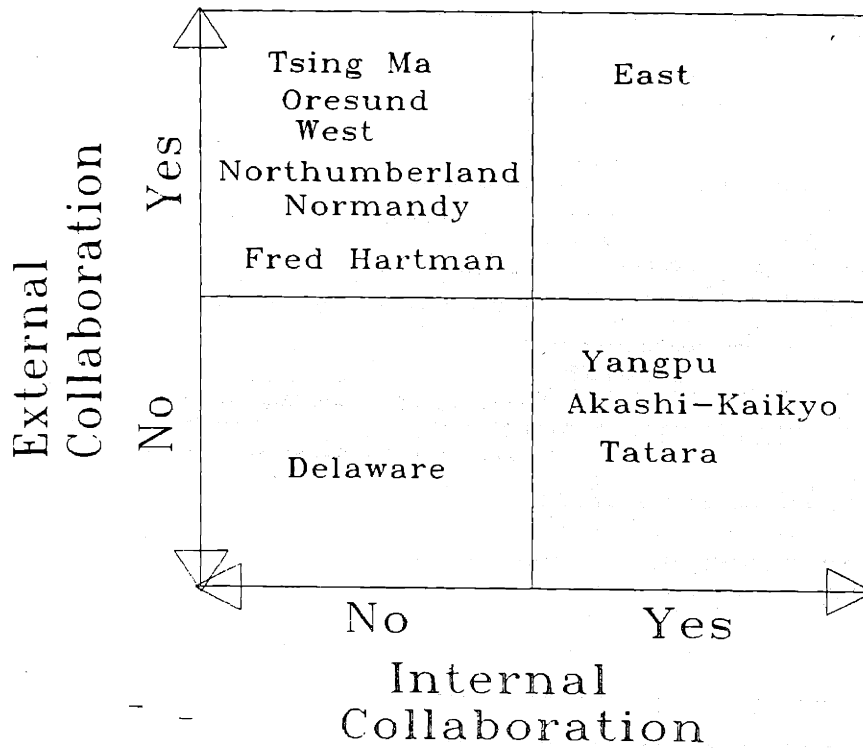 Tsing Ma
Oresund
West
Northumberland
Normandy
Fred Hartman
East
Delaware
Yangpu
Akashi-Kaikyo
Tatara
External
Collaboration
Yes
No
No
Yes
Internal
Collaboration